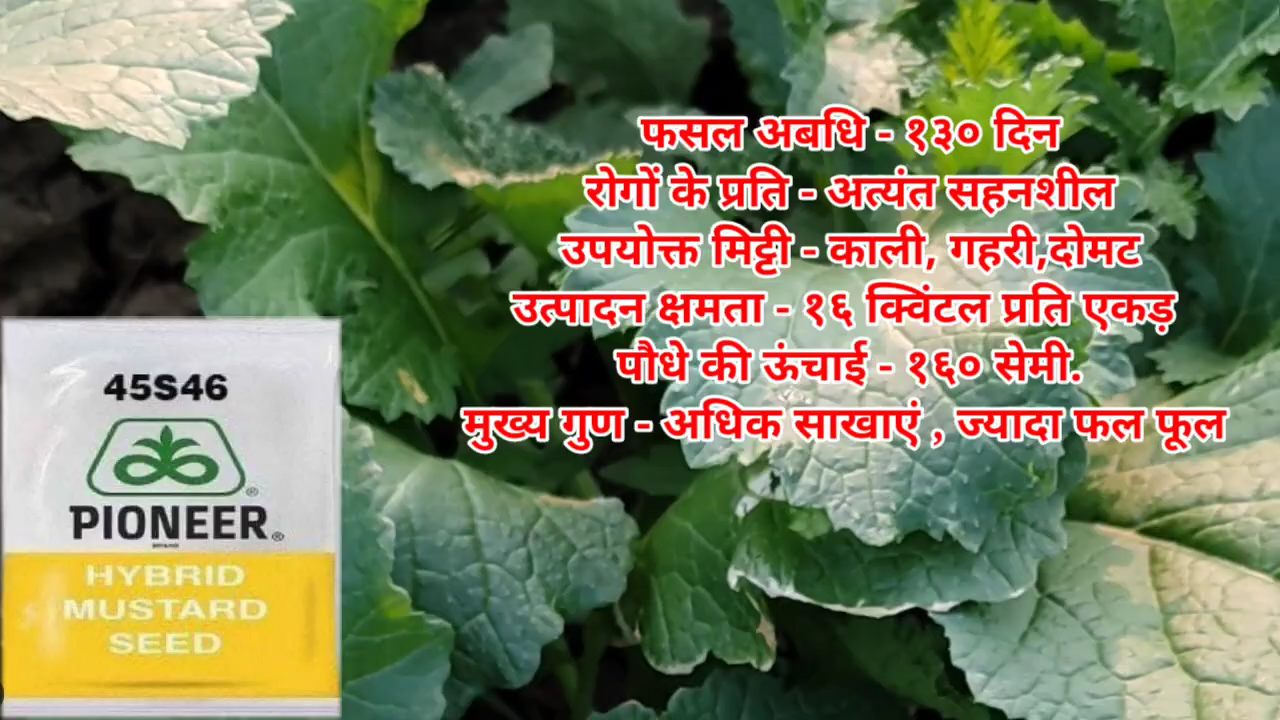 फसल अबधि - १३० दिन
रोगों के प्रति - अत्यंत सहनशील
उपयोक्त मिट्टी - काली, गहरी,दोमट
उत्पादन क्षमता - १६ क्विंटल प्रति एकड़
पौधे की ऊंचाई - १६० सेमी.
मुख्य गुण - अधिक साखाएं , ज्यादा फल फूल
45S46
PIONEER®
HYBRID
MUSTARD
SEED